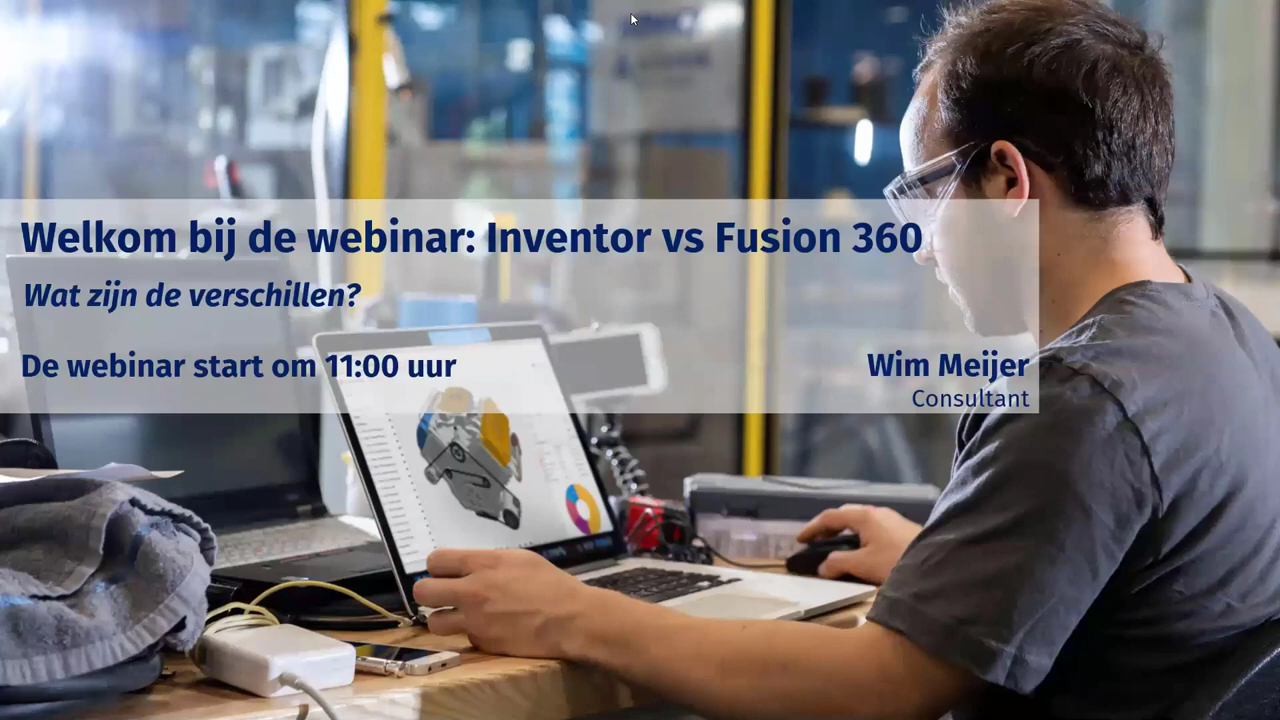 Welkom bij de webinar: Inventor vs Fusion 360
Wat zijn de verschillen?
De webinar start om 11:00 uur
Wim Meijer
Consultant